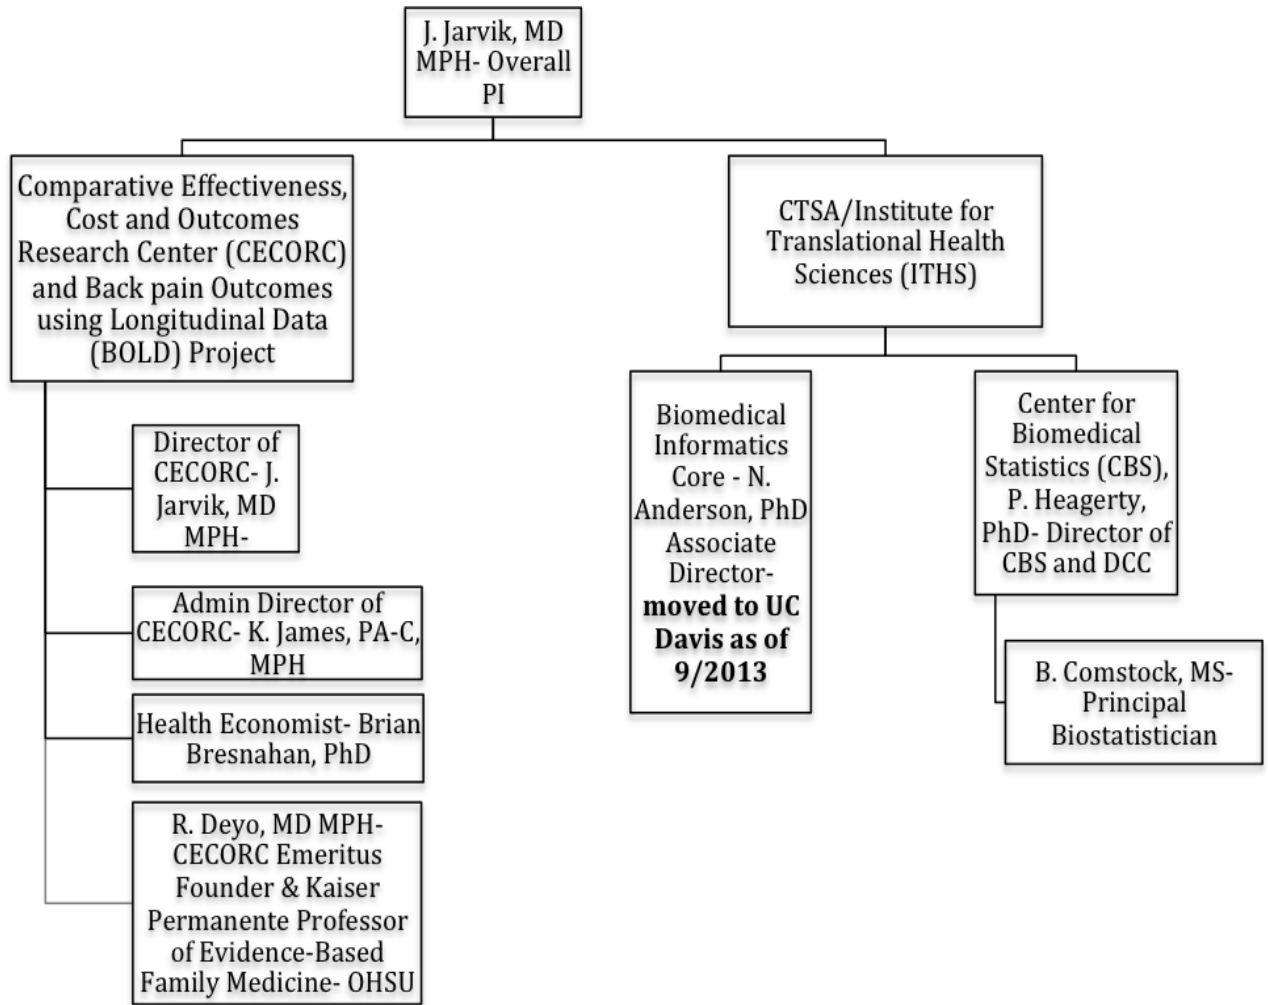 J. Jarvik, MD
MPH- Overall
PI
Comparative Effectiveness,
Cost and Outcomes
Research Center (CECORC)
and Back pain Outcomes
using Longitudinal Data
(BOLD) Project
CTSA/Institute for
Translational Health
Sciences (ITHS)
Director of
CECORC- J.
Jarvik, MD
MPH-
Admin Director of
CECORC- K. James, PA-C,
MPH
Health Economist- Brian
Bresnahan, PhD
R. Deyo, MD MPH-
CECORC Emeritus
Founder & Kaiser
Permanente Professor
of Evidence-Based
Family Medicine- OHSU
Biomedical
Informatics
Core - N.
Anderson, PhD
Associate
Director-
moved to UC
Davis as of
9/2013
Center for
Biomedical
Statistics (CBS),
P. Heagerty,
PhD- Director of
CBS and DCC
B. Comstock, MS-
Principal
Biostatistician